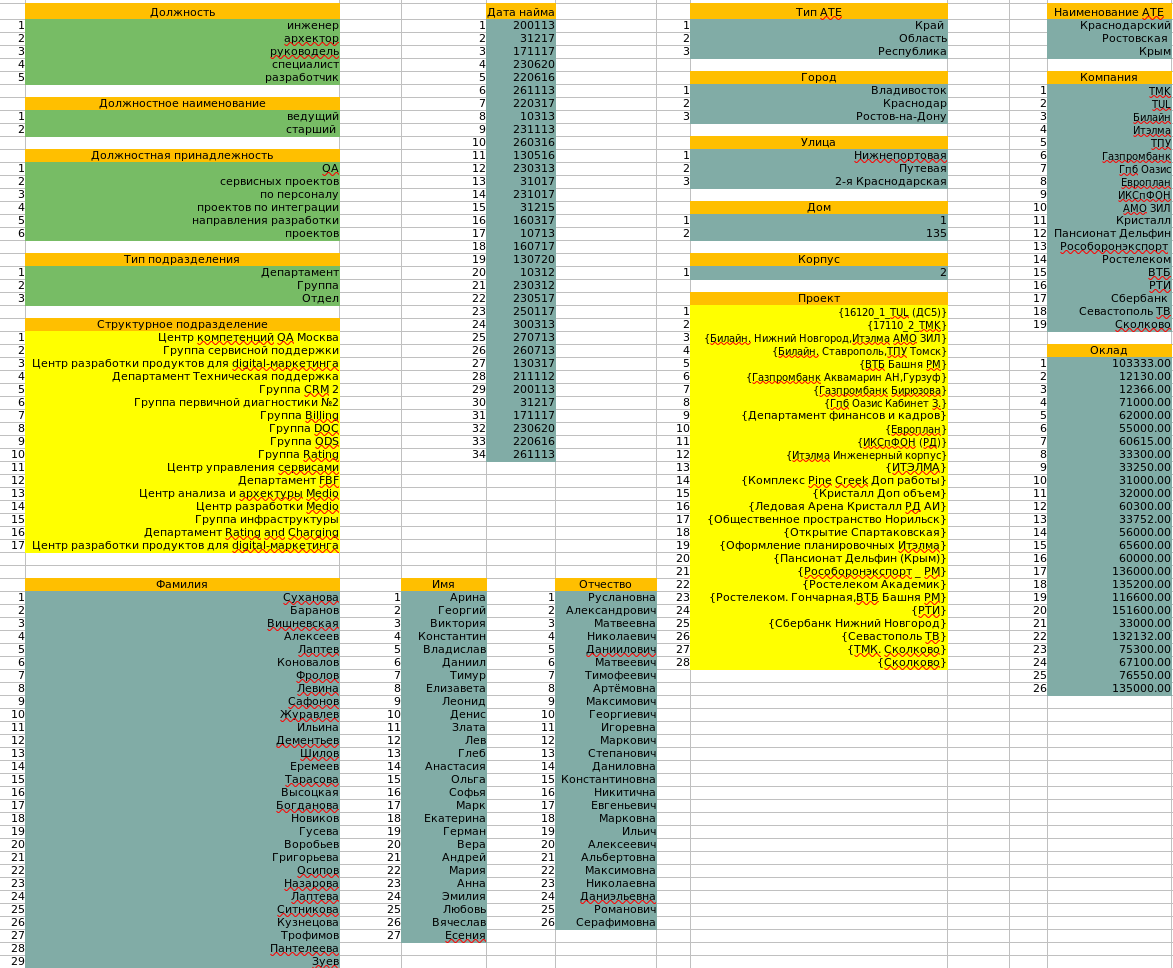 Должность
1 инженер
2 архектор
3 руководель
4 специалист
5 разработчик
Должностное наименование
1 ведущий
2 старший
Должностная принадлежность
1 QA
2 сервисных проектов
3 по персоналу
4 проектов по интеграции
5 направления разработки
6 проектов
Тип подразделения
1 Департамент
2 Группа
3 Отдел
Структурное подразделение
1 Центр компетенций QA Москва
2 Группа сервисной поддержки
3 Центр разработки продуктов для digital-маркетинга
4 Департамент Техническая поддержка
5 Группа CRM 2
6 Группа первичной диагностики №2
7 Группа Billing
8 Группа DOC
9 Группа ODS
10 Группа Rating
11 Центр управления сервисами
12 Департамент FBF
13 Центр анализа и архектуры Medio
14 Центр разработки Medio
15 Группа инфраструктуры
16 Департамент Rating and Charging
17 Центр разработки продуктов для digital-маркетинга
Дата найма
1 200113
2 31217
3 171117
4 230620
5 220616
6 261113
7 220317
8 10313
9 231113
10 260316
11 130516
12 230313
13 31017
14 231017
15 31215
16 160317
17 10713
18 160717
19 130720
20 10312
21 230312
22 230517
23 250117
24 300313
25 270713
26 260713
27 130317
28 211112
29 200113
30 31217
31 171117
32 230620
33 220616
34 261113
Тип АТЕ
1 Край
2 Область
3 Республика
Город
1 Владивосток
2 Краснодар
3 Ростов-на-Дону
Улица
1 Нижнепортовая
2 Путевая
3 2-я Краснодарская
Дом
1 1
2 135
Корпус
1 2
Проект
1 {16120_1_TUL (ДС5)}
2 {17110_2_TMK}
3 {Билайн, Нижний Новгород,Итэлма АМО ЗИЛ}
4 {Билайн, Ставрополь,ТПУ Томск}
5 {ВТБ Башня РМ}
6 {Газпромбанк Аквамарин АН,Гурзуф}
7 {Газпромбанк Бирюзова}
8 {Гпб Оазис Кабинет З.}
9 {Департамент финансов и кадров}
10 {Европлан}
11 {ИКСпФОН (РД)}
12 {Итэлма Инженерный корпус}
13 {ИТЭЛМА}
14 {Комплекс Pine Creek Доп работы}
15 {Кристалл Доп объем}
16 {Ледовая Арена Кристалл РД АИ}
17 {Общественное пространство Норильск}
18 {Открытие Спартаковская}
19 {Оформление планировочных Итэлма}
20 {Пансионат Дельфин (Крым)}
21 {Рособоронэкспорт _ РМ}
22 {Ростелеком Академик}
23 {Ростелеком. Гончарная,ВТБ Башня РМ}
24 {РТИ}
25 {Сбербанк Нижний Новгород}
26 {Севастополь ТВ}
27 {ТМК. Сколково}
28 {Сколково}
Наименование АТЕ
Краснодарский
Ростовская
Крым
Компания
1 TMK
2 TUL
3 Билайн
4 Итэлма
5 ТПУ
6 Газпромбанк
7 Гпб Оазис
8 Европлан
9 ИКСпФОН
10 АМО ЗИЛ
11 Кристалл
12 Пансионат Дельфин
13 Рособоронэкспорт
14 Ростелеком
15 ВТБ
16 РТИ
17 Сбербанк
18 Севастополь ТВ
19 Сколково
Оклад
1 103333.00
2 12130.00
3 12366.00
4 71000.00
5 62000.00
6 55000.00
7 60615.00
8 33300.00
9 33250.00
10 31000.00
11 32000.00
12 60300.00
13 33752.00
14 56000.00
15 65600.00
16 60000.00
17 136000.00
18 135200.00
19 116600.00
20 151600.00
21 33000.00
22 132132.00
23 75300.00
24 67100.00
25 76550.00
26 135000.00
Фамилия
1 Суханова
2 Баранов
3 Вишневская
4 Алексеев
5 Лаптев
6 Коновалов
7 Фролов
8 Левина
9 Сафонов
10 Журавлев
11 Ильина
12 Дементьев
13 Шилов
14 Еремеев
15 Тарасова
16 Высоцкая
17 Богданова
18 Новиков
19 Гусева
20 Воробьев
21 Григорьева
22 Осипов
23 Назарова
24 Лаптева
25 Ситникова
26 Кузнецова
27 Трофимов
28 Пантелеева
29 Зуев
Имя
1 Арина
2 Георгий
3 Виктория
4 Константин
5 Владислав
6 Даниил
7 Тимур
8 Елизавета
9 Леонид
10 Денис
11 Злата
12 Лев
13 Глеб
14 Анастасия
15 Ольга
16 Софья
17 Марк
18 Екатерина
19 Герман
20 Вера
21 Андрей
22 Мария
23 Анна
24 Эмилия
25 Любовь
26 Вячеслав
27 Есения
Отчество
1 Руслановна
2 Александрович
3 Матвеевна
4 Николаевич
5 Даниилович
6 Матвеевич
7 Тимофеевич
8 Артёмовна
9 Максимович
10 Георгиевич
11 Игоревна
12 Маркович
13 Степанович
14 Даниловна
15 Константиновна
16 Никитична
17 Евгеньевич
18 Марковна
19 Ильич
20 Алексеевич
21 Альбертовна
22 Максимовна
23 Николаевна
24 Даниэльевна
25 Романович
26 Серафимовна